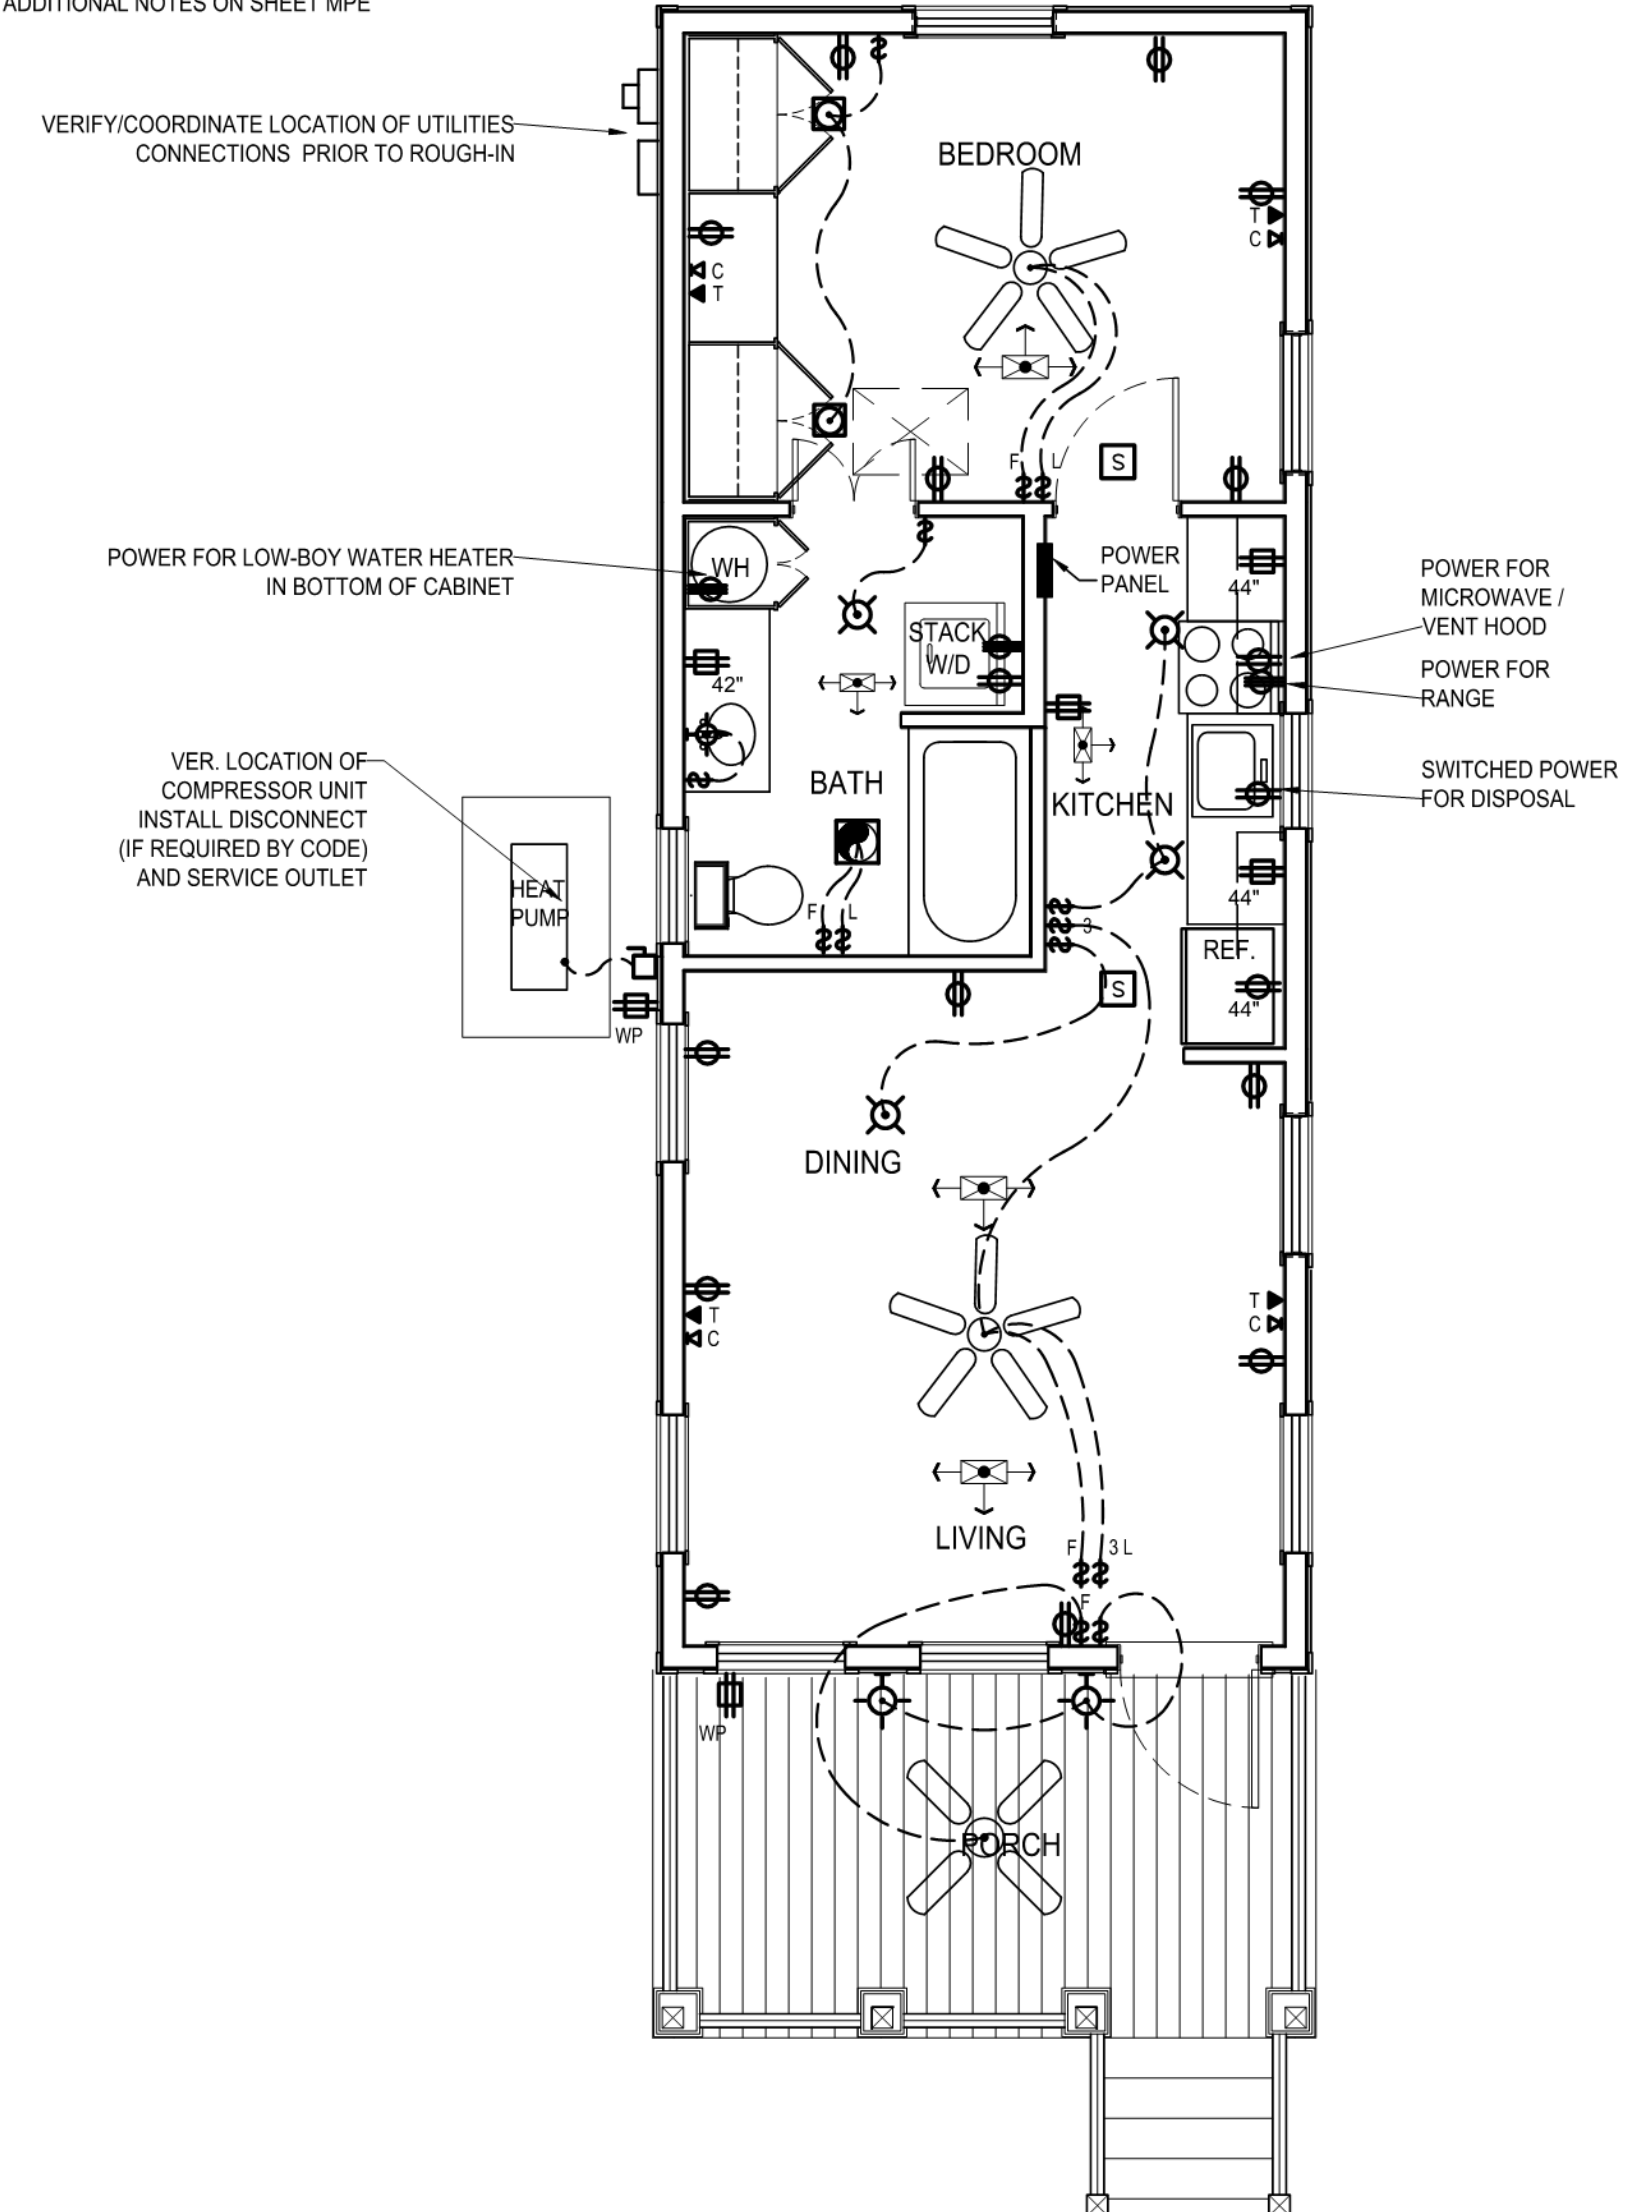 ADDITIONAL NOTES ON SHEET MPE
VERIFY/COORDINATE LOCATION OF UTILITIES
CONNECTIONS PRIOR TO ROUGH-IN
BEDROOM
T
C
C
T
F
L
S
POWER FOR LOW-BOY WATER HEATER
IN BOTTOM OF CABINET
WH
POWER
PANEL
44"
POWER FOR
MICROWAVE /
VENT HOOD
STACK
W/D
42"
POWER FOR
RANGE
VER. LOCATION OF
COMPRESSOR UNIT
INSTALL DISCONNECT
(IF REQUIRED BY CODE)
AND SERVICE OUTLET
BATH
KITCHEN
SWITCHED POWER
FOR DISPOSAL
HEAT
PUMP
F
L
3
44"
REF.
S
44"
WP
DINING
T
C
T
C
LIVING
F
3 L
F
WP
PORCH